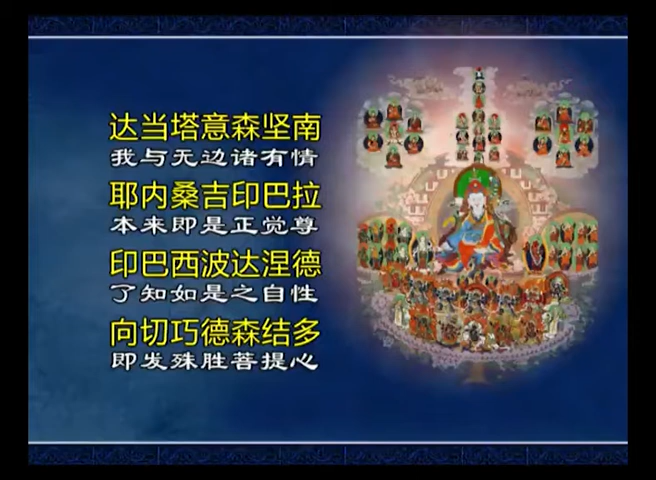 达当塔意森坚南
我与无边诸有情
耶内桑吉印巴拉
本来即是正觉尊
印巴西波达涅德
了知如是之自性
向切巧德森结多
即发殊胜菩提心